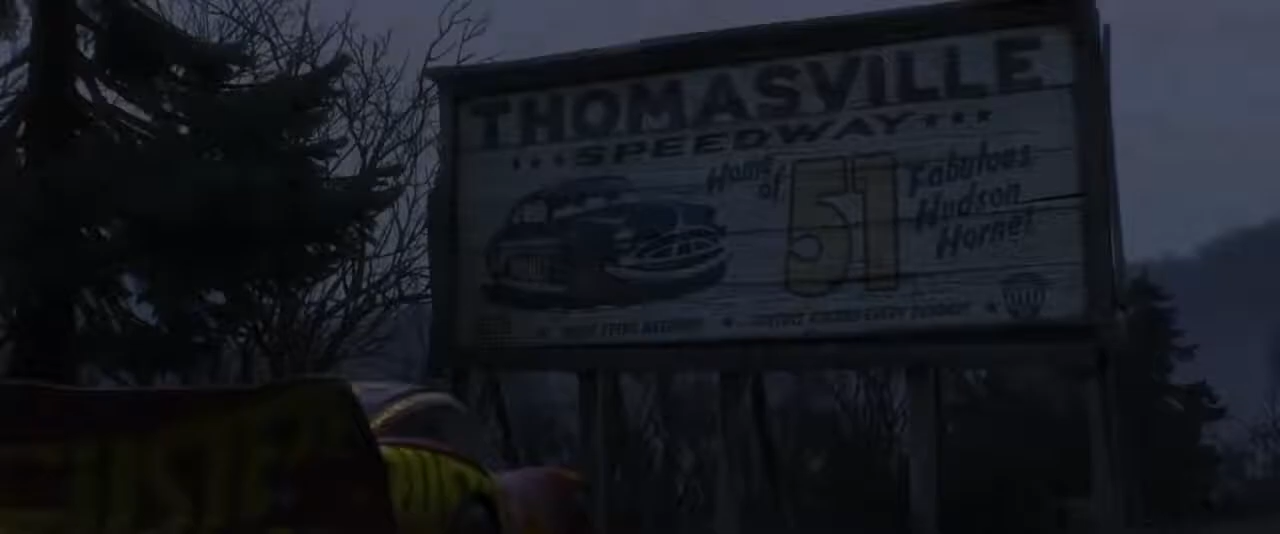 THOMASVILLE
SPEEDWAY
Home of
51
Fabulous
Hudson
Hornet